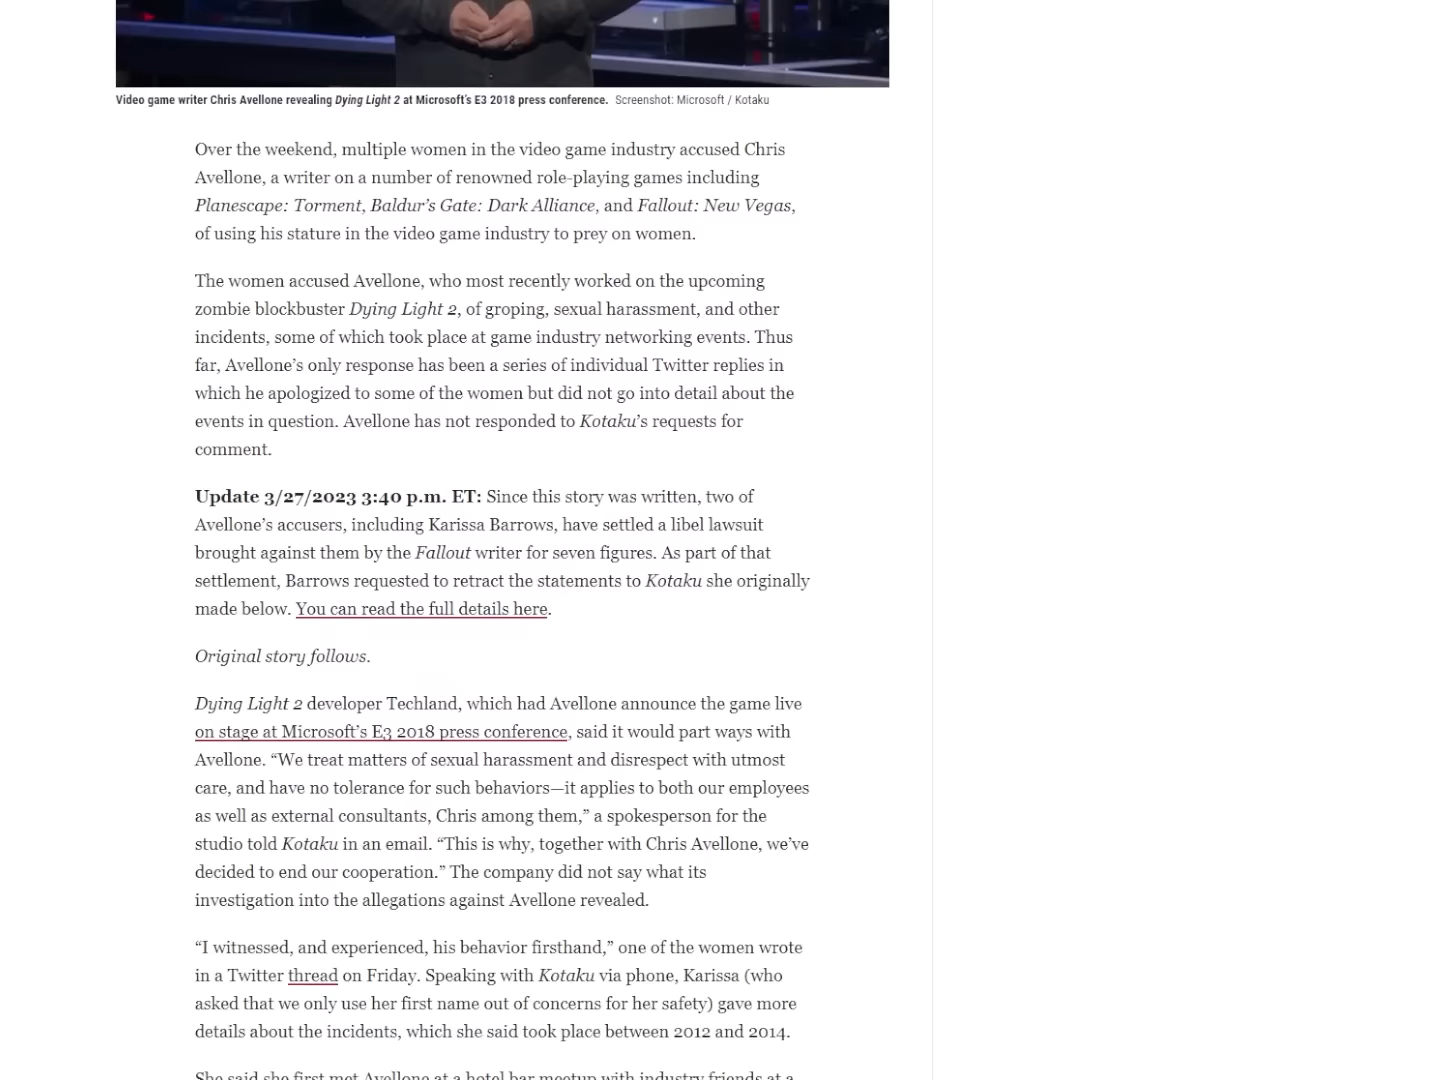 Video game writer Chris Avellone revealing Dying Light 2 at Microsoft's E3 2018 press conference. Screenshot: Microsoft / Kotaku
Over the weekend, multiple women in the video game industry accused Chris
Avellone, a writer on a number of renowned role-playing games including
Planescape: Torment, Baldur's Gate: Dark Alliance, and Fallout: New Vegas,
of using his stature in the video game industry to prey on women.
The women accused Avellone, who most recently worked on the upcoming
zombie blockbuster Dying Light 2, of groping, sexual harassment, and other
incidents, some of which took place at game industry networking events. Thus
far, Avellone's only response has been a series of individual Twitter replies in
which he apologized to some of the women but did not go into detail about the
events in question. Avellone has not responded to Kotaku's requests for
comment.
Update 3/27/2023 3:40 p.m. ET: Since this story was written, two of
Avellone's accusers, including Karissa Barrows, have settled a libel lawsuit
brought against them by the Fallout writer for seven figures. As part of that
settlement, Barrows requested to retract the statements to Kotaku she originally
made below. You can read the full details here.
Original story follows.
Dying Light 2 developer Techland, which had Avellone announce the game live
on stage at Microsoft's E3 2018 press conference, said it would part ways with
Avellone. “We treat matters of sexual harassment and disrespect with utmost
care, and have no tolerance for such behaviors—it applies to both our employees
as well as external consultants, Chris among them,” a spokesperson for the
studio told Kotaku in an email. “This is why, together with Chris Avellone, we've
decided to end our cooperation.” The company did not say what its
investigation into the allegations against Avellone revealed.
“I witnessed, and experienced, his behavior firsthand,” one of the women wrote
in a Twitter thread on Friday. Speaking with Kotaku via phone, Karissa (who
asked that we only use her first name out of concerns for her safety) gave more
details about the incidents, which she said took place between 2012 and 2014.
She said she first met Avellone at a hotel bar meetup with industry friends at a